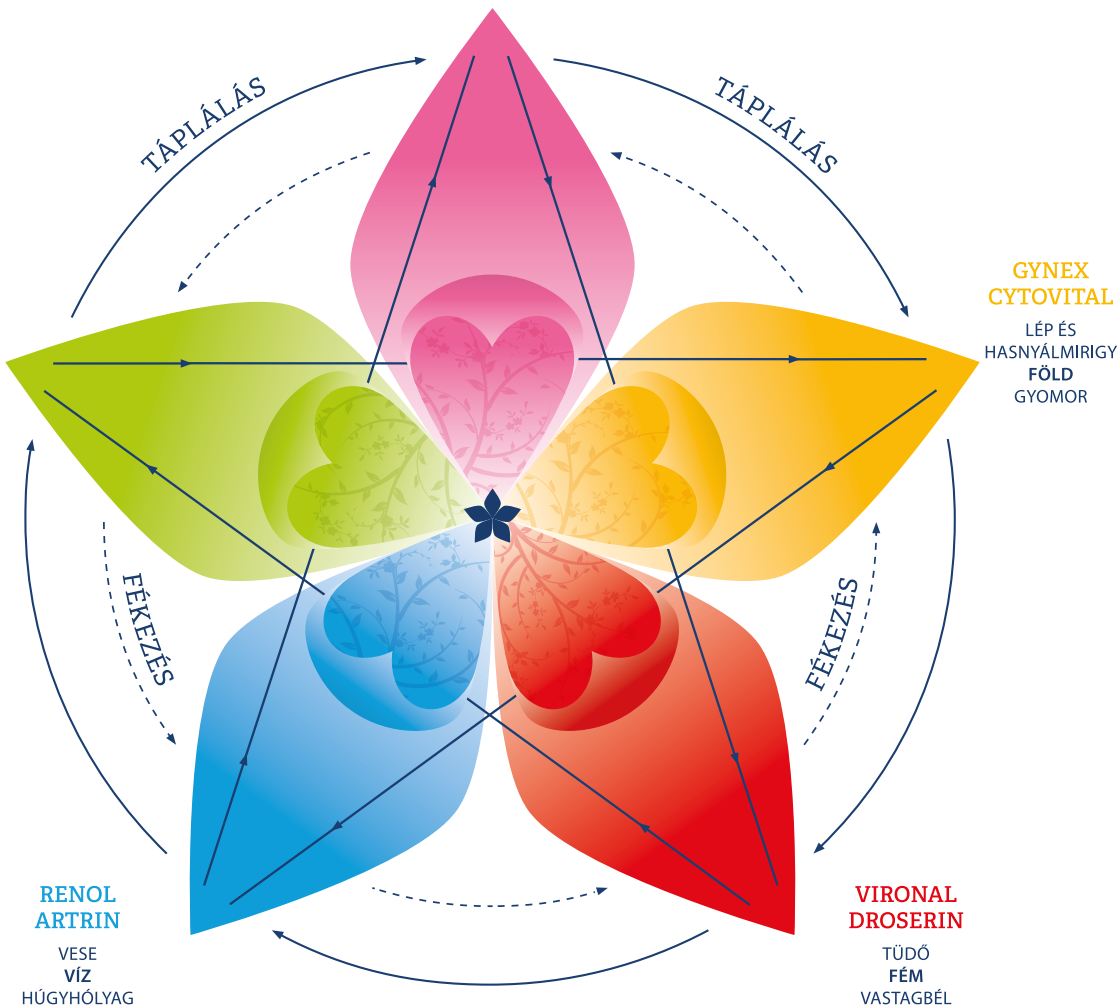 TÁPLÁLÁS
TÁPLÁLÁS
GYNEX
CYTOVITAL
LÉP ÉS
HASNYÁLMIRIGY
FÖLD
GYOMOR
FÉKEZÉS
FÉKEZÉS
RENOL
ARTRIN
VESE
VÍZ
HÚGYHÓLYAG
VIRONAL
DROSERIN
TÜDŐ
FÉM
VASTAGBÉL